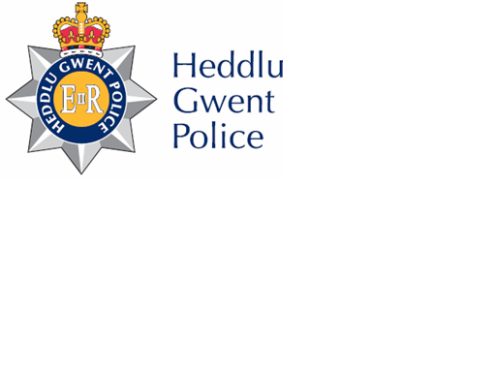 HEDDLU GWENT POLICE
EIIR
Heddlu
Gwent
Police